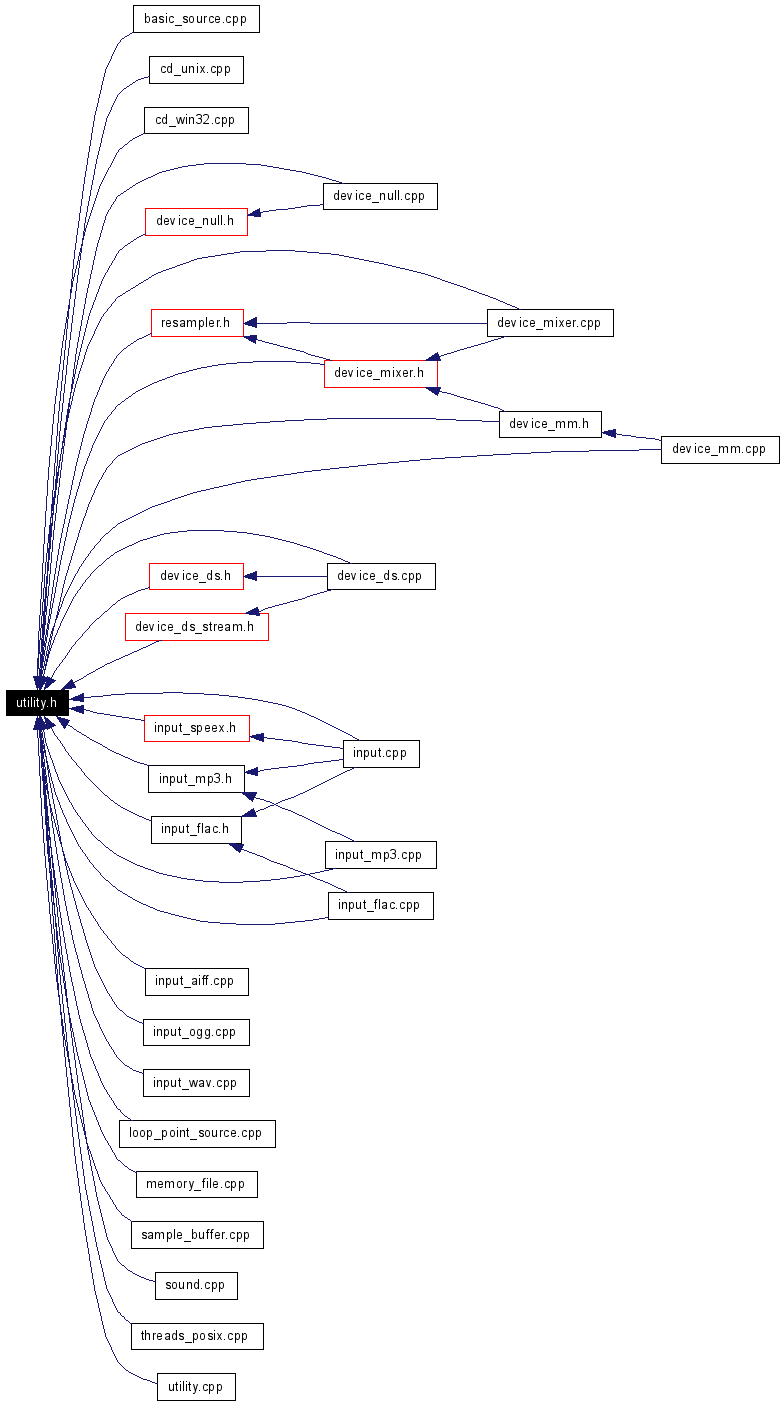 basic_source.cpp
cd_unix.cpp
cd_win32.cpp
device_null.cpp
device_null.h
resampler.h
device_mixer.cpp
device_mixer.h
device_mm.h
device_mm.cpp
device_ds.h
device_ds.cpp
device_ds_stream.h
utility.h
input_speex.h
input.cpp
input_mp3.h
input_flac.h
input_mp3.cpp
input_flac.cpp
input_aiff.cpp
input_ogg.cpp
input_wav.cpp
loop_point_source.cpp
memory_file.cpp
sample_buffer.cpp
sound.cpp
threads_posix.cpp
utility.cpp